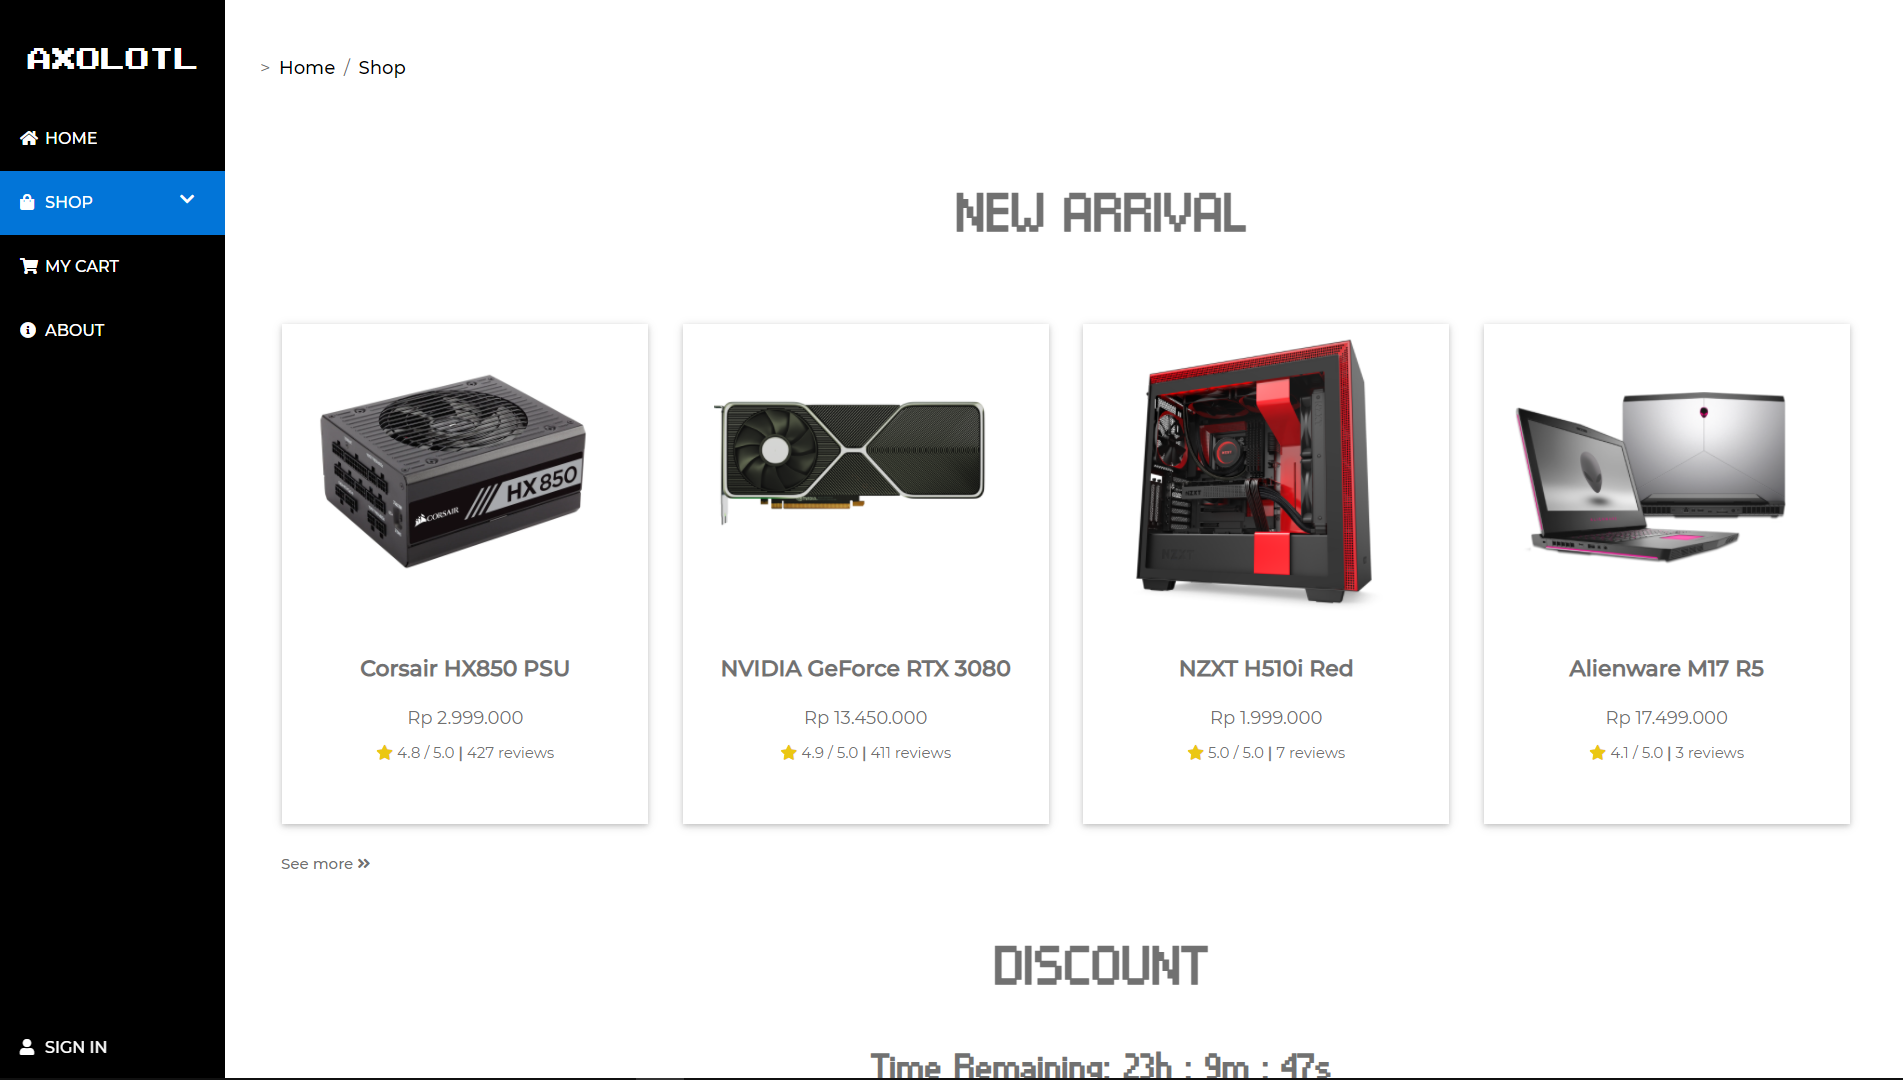 AXOLOTL
HOME
SHOP
MY CART
ABOUT
SIGN IN
> Home / Shop
NEW ARRIVAL
HX850
CORSAIR
NZXT
Corsair HX850 PSU
Rp 2.999.000
4.8 / 5.0 | 427 reviews
NVIDIA GeForce RTX 3080
Rp 13.450.000
4.9 / 5.0 | 411 reviews
NZXT H510i Red
Rp 1.999.000
5.0 / 5.0 | 7 reviews
Alienware M17 R5
Rp 17.499.000
4.1 / 5.0 | 3 reviews
See more
DISCOUNT
Time Remaining: 23h : 9m : 47s